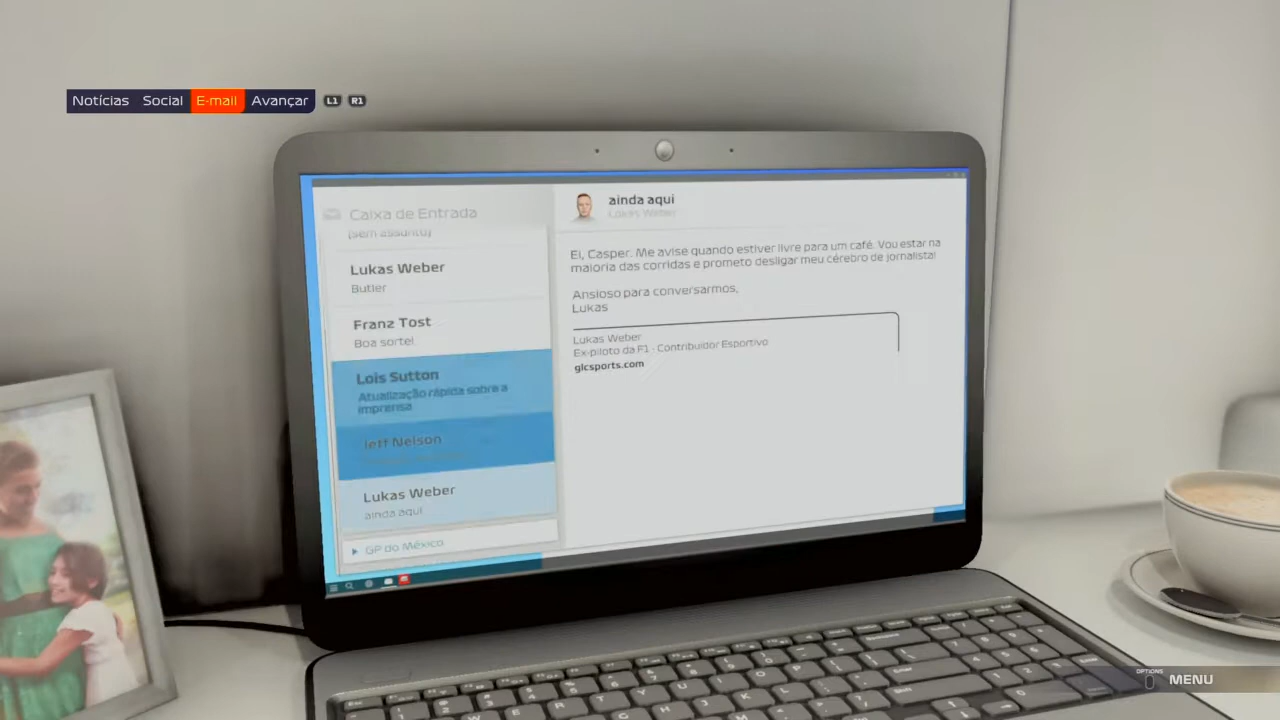 Notícias Social E-mail Avançar L1 R1
Caixa de Entrada
(sem assunto)
Lukas Weber
Butler
Franz Tost
Boa sorte!
Lois Sutton
Atualização rápida sobre a
imprensa
Jeff Nelson
Lukas Weber
ainda aqui
GP do México
ainda aqui
Lukas Weber
Ei, Casper. Me avise quando estiver livre para um café. Vou estar na
maioria das corridas e prometo desligar meu cérebro de jornalista!
Ansioso para conversarmos,
Lukas
Lukas Weber
Ex-piloto da F1 - Contribuidor Esportivo
glcsports.com
OPTIONS
MENU